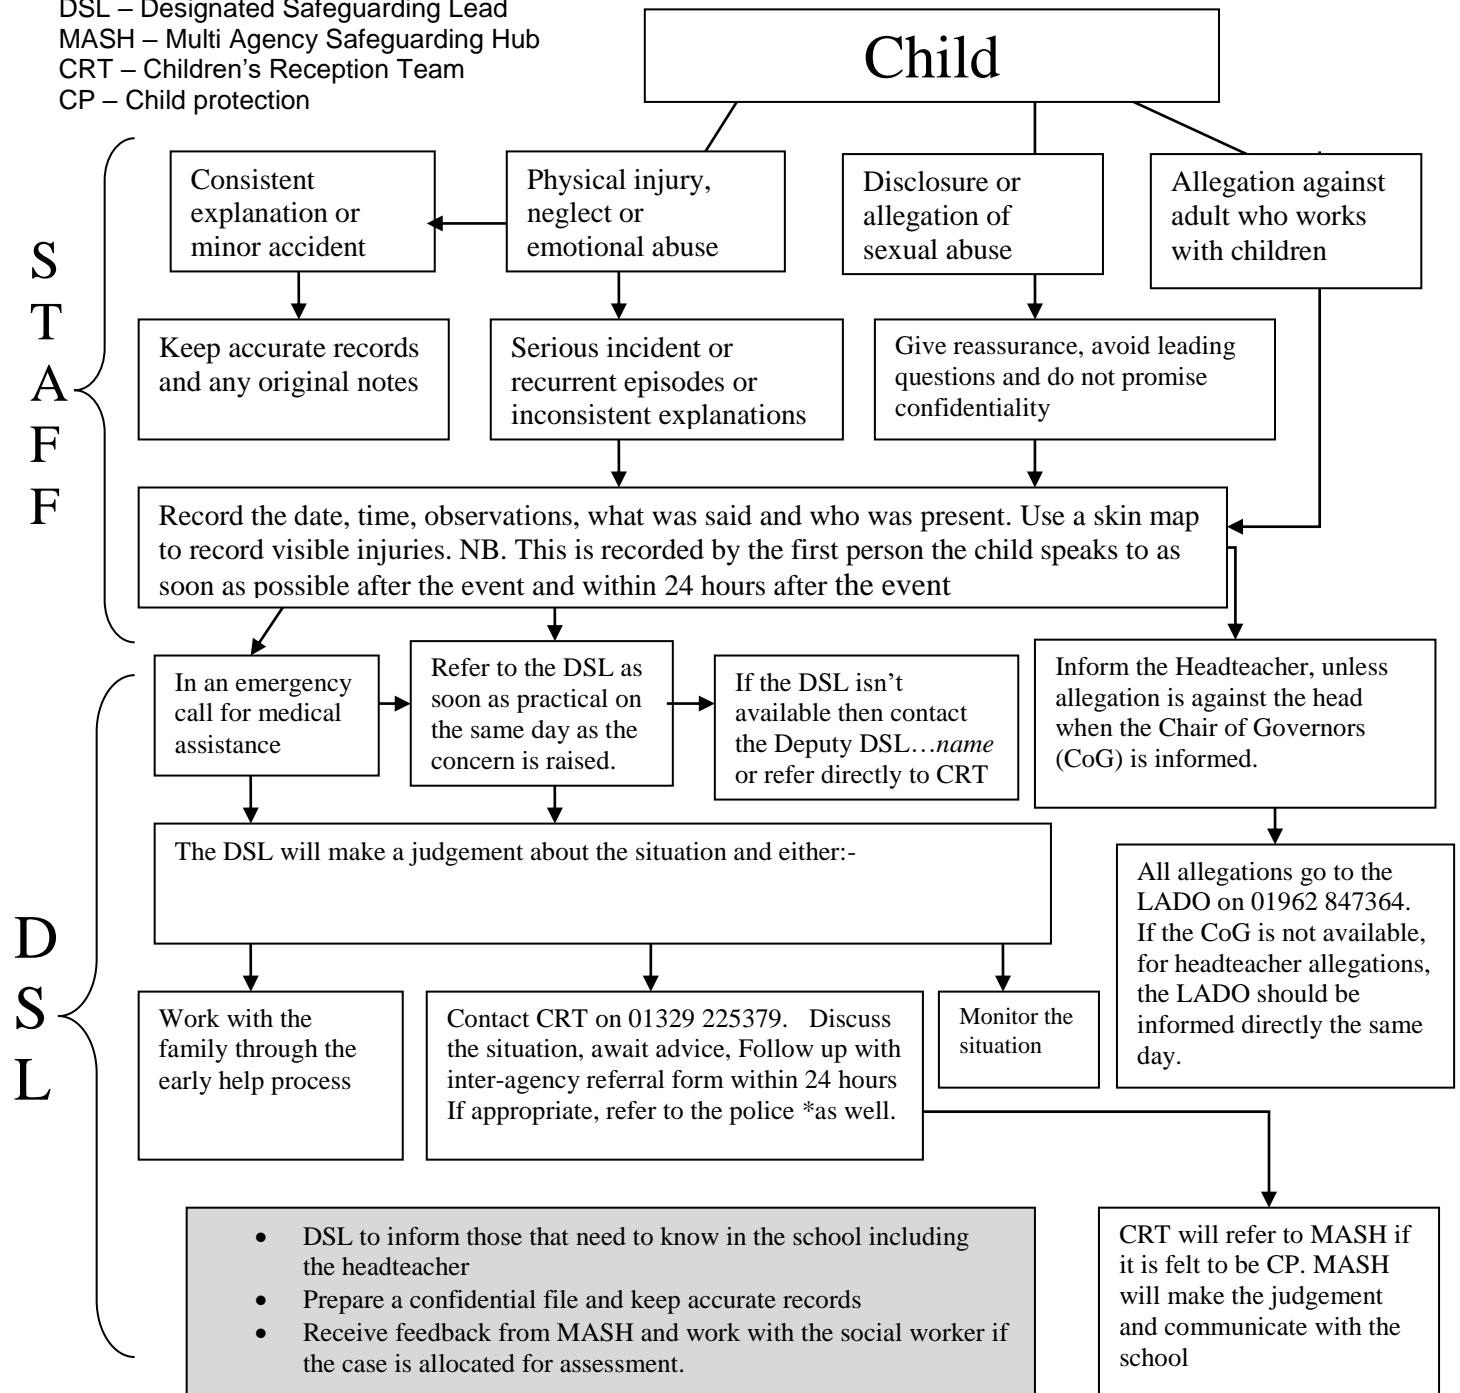 DSL – Designated Safeguarding Lead
MASH – Multi Agency Safeguarding Hub
CRT – Children's Reception Team
CP – Child protection
Child
S
T
A
F
F
Consistent
explanation or
minor accident
Physical injury,
neglect or
emotional abuse
Disclosure or
allegation of
sexual abuse
Allegation against
adult who works
with children
Keep accurate records
and any original notes
Serious incident or
recurrent episodes or
inconsistent explanations
Give reassurance, avoid leading
questions and do not promise
confidentiality
Record the date, time, observations, what was said and who was present. Use a skin map
to record visible injuries. NB. This is recorded by the first person the child speaks to as
soon as possible after the event and within 24 hours after the event
D
S
L
In an emergency
call for medical
assistance
Refer to the DSL as
soon as practical on
the same day as the
concern is raised.
If the DSL isn't
available then contact
the Deputy DSL…name
or refer directly to CRT
Inform the Headteacher, unless
allegation is against the head
when the Chair of Governors
(CoG) is informed.
The DSL will make a judgement about the situation and either:-
All allegations go to the
LADO on 01962 847364.
If the CoG is not available,
for headteacher allegations,
the LADO should be
informed directly the same
day.
Work with the
family through the
early help process
Contact CRT on 01329 225379. Discuss
the situation, await advice, Follow up with
inter-agency referral form within 24 hours
If appropriate, refer to the police *as well.
Monitor the
situation
• DSL to inform those that need to know in the school including
the headteacher
• Prepare a confidential file and keep accurate records
• Receive feedback from MASH and work with the social worker if
the case is allocated for assessment.
CRT will refer to MASH if
it is felt to be CP. MASH
will make the judgement
and communicate with the
school